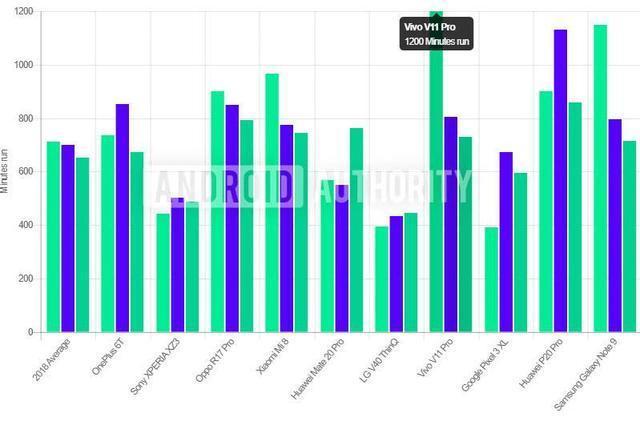 1200
1000
800
600
400
200
0
Minutes run
Vivo V11 Pro
1200 Minutes run
ANDROID AUTHORITY
2018 Average
OnePlus 6T
Sony XPERIA XZ3
Oppo R17 Pro
Xiaomi Mi 8
Huawei Mate 20 Pro
LG V40 ThinQ
Vivo V11 Pro
Google Pixel 3 XL
Huawei P20 Pro
Samsung Galaxy Note 9